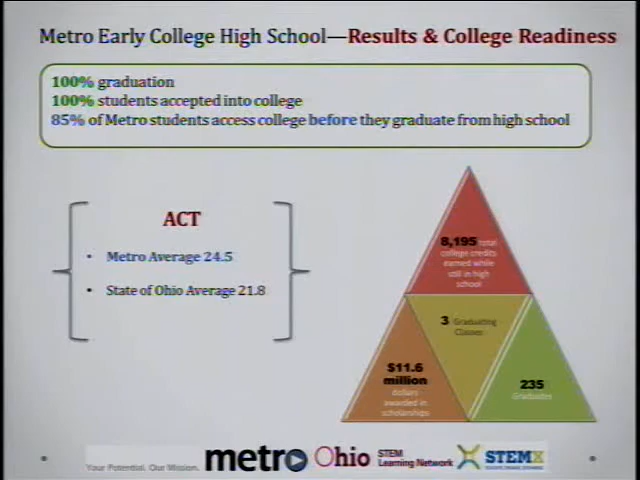 Metro Early College High School—Results & College Readiness
100% graduation
100% students accepted into college
85% of Metro students access college before they graduate from high school
ACT
• Metro Average 24.5
• State of Ohio Average 21.8
8,195 total
college credits
earned while
still in high
school
3 Graduating
Classes
$11.6
million
dollars
awarded in
scholarships
235
Graduates
Your Potential. Our Mission.
metro
Ohio
STEM
Learning Network
STEMX